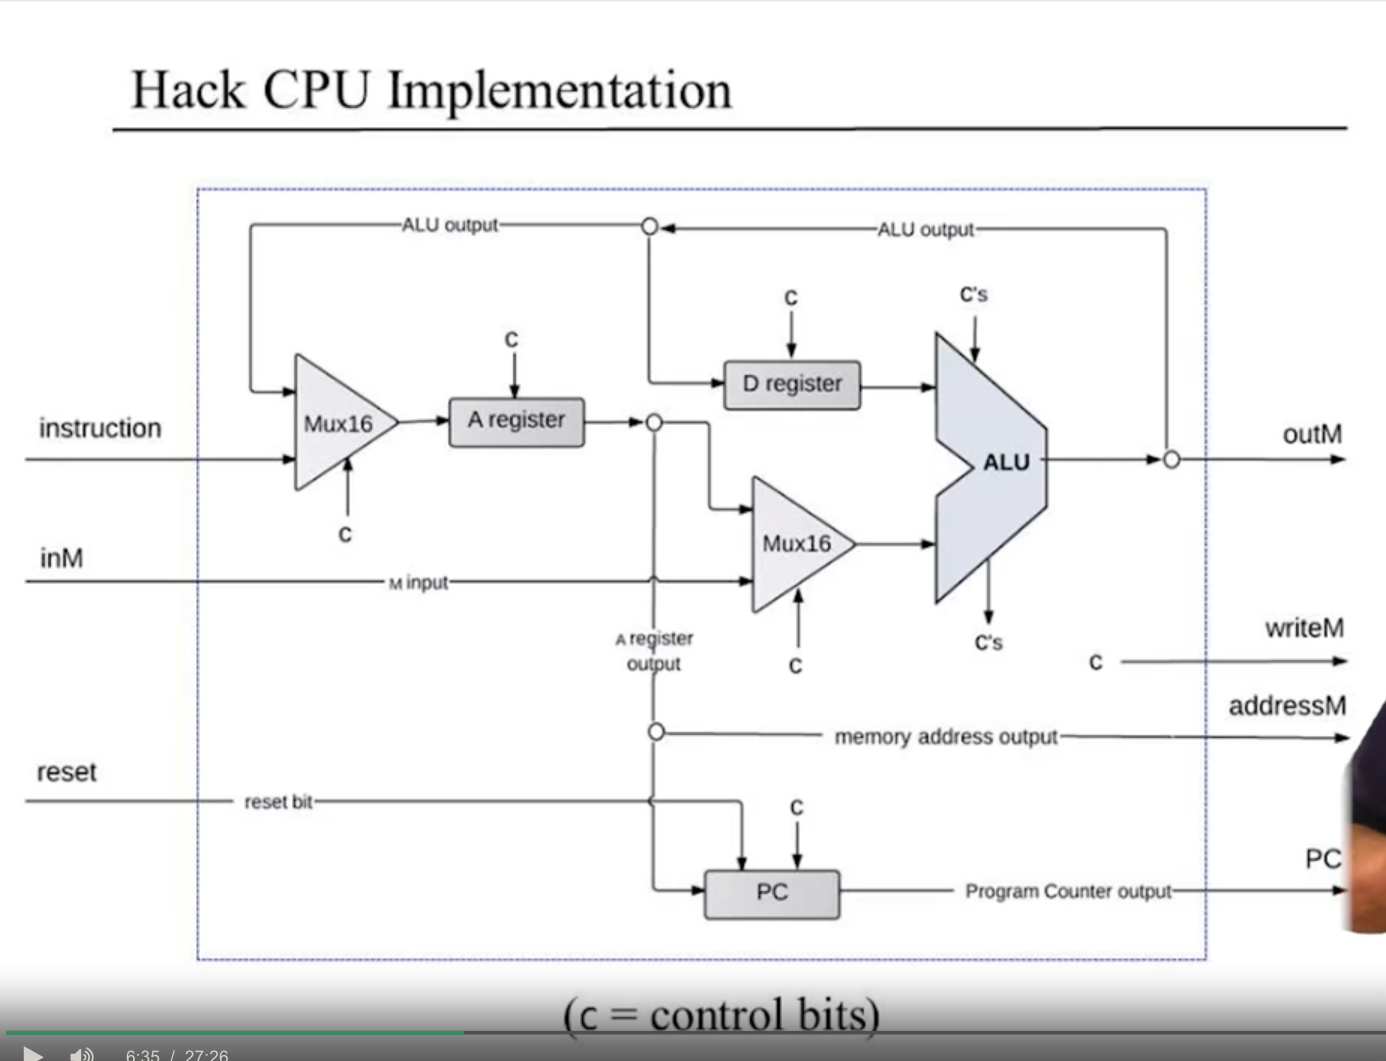 Hack CPU Implementation
ALU output
ALU output
C
C's
C
D register
instruction
Mux16
A register
outM
ALU
C
inM
Mux16
M input
writeM
A register
output
C
C's
C
addressM
memory address output
reset
reset bit
C
PC
PC
Program Counter output
(c = control bits)
6:35 / 27:26